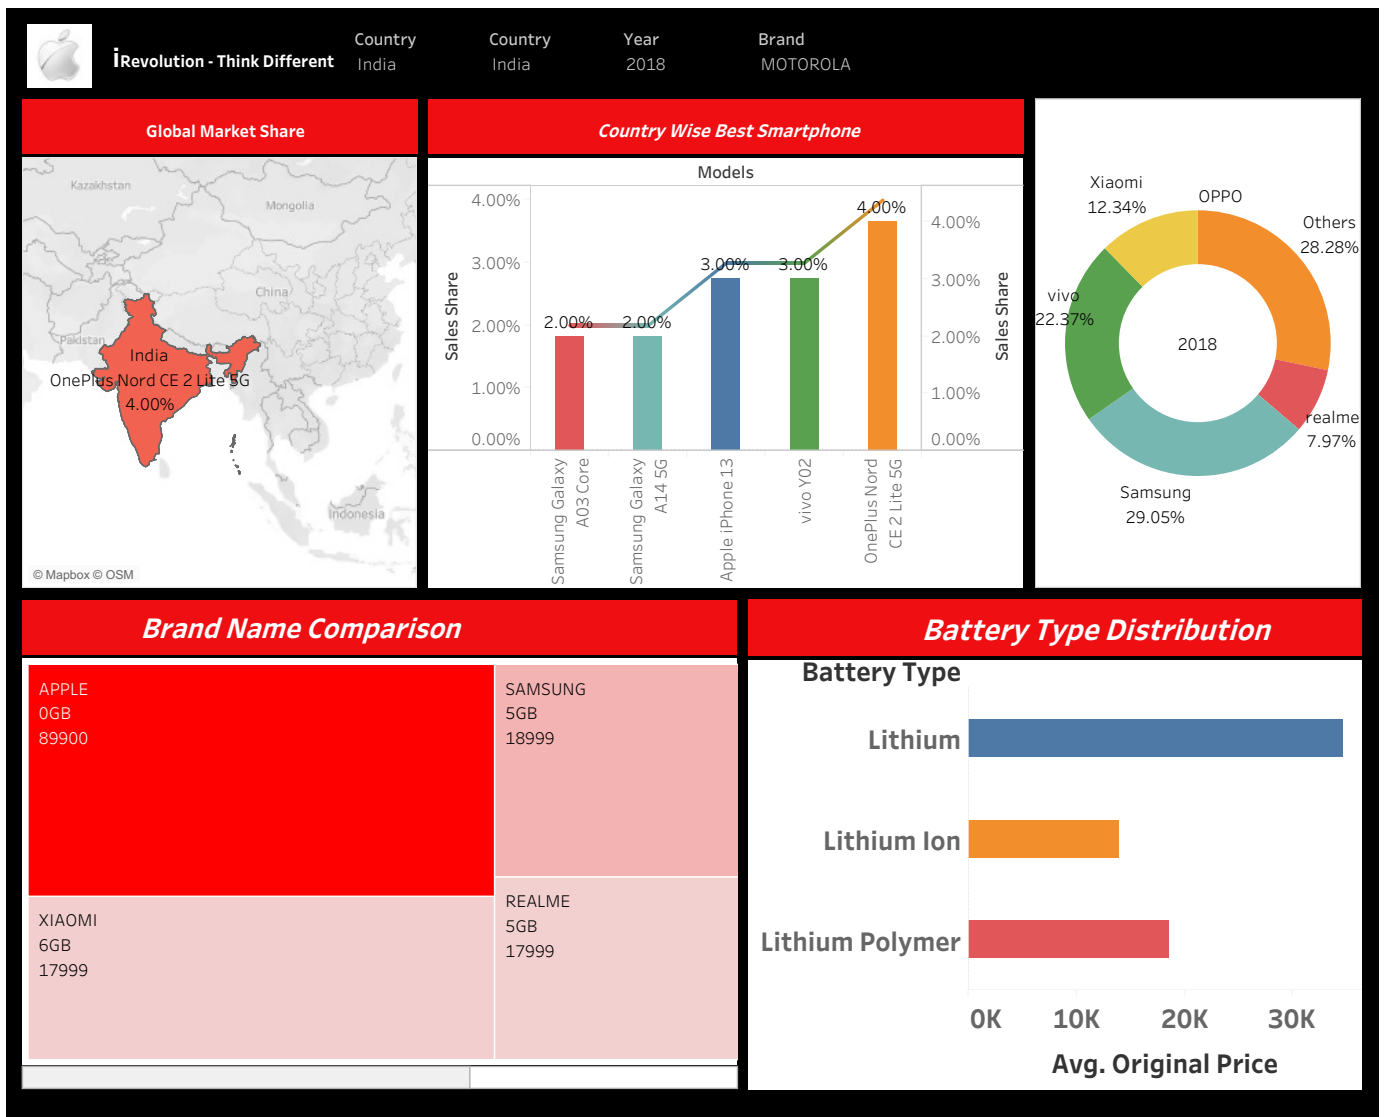 iRevolution - Think Different
Country
India
Country
India
Year
2018
Brand
MOTOROLA
Global Market Share
Kazakhstan
Mongolia
China
Pakistan
India
OnePlus Nord CE 2 Lite 5G
4.00%
Indonesia
© Mapbox © OSM
Country Wise Best Smartphone
Models
Sales Share
4.00%
3.00%
2.00%
1.00%
0.00%
2.00%
2.00%
3.00%
3.00%
4.00%
4.00%
3.00%
2.00%
1.00%
0.00%
Sales Share
Samsung Galaxy
A03 Core
Samsung Galaxy
A14 5G
Apple iPhone 13
vivo Y02
OnePlus Nord
CE 2 Lite 5G
Xiaomi
12.34%
OPPO
Others
28.28%
vivo
22.37%
2018
realme
7.97%
Samsung
29.05%
Brand Name Comparison
APPLE
0GB
89900
SAMSUNG
5GB
18999
XIAOMI
6GB
17999
REALME
5GB
17999
Battery Type Distribution
Battery Type
Lithium
Lithium Ion
Lithium Polymer
0K
10K
20K
30K
Avg. Original Price